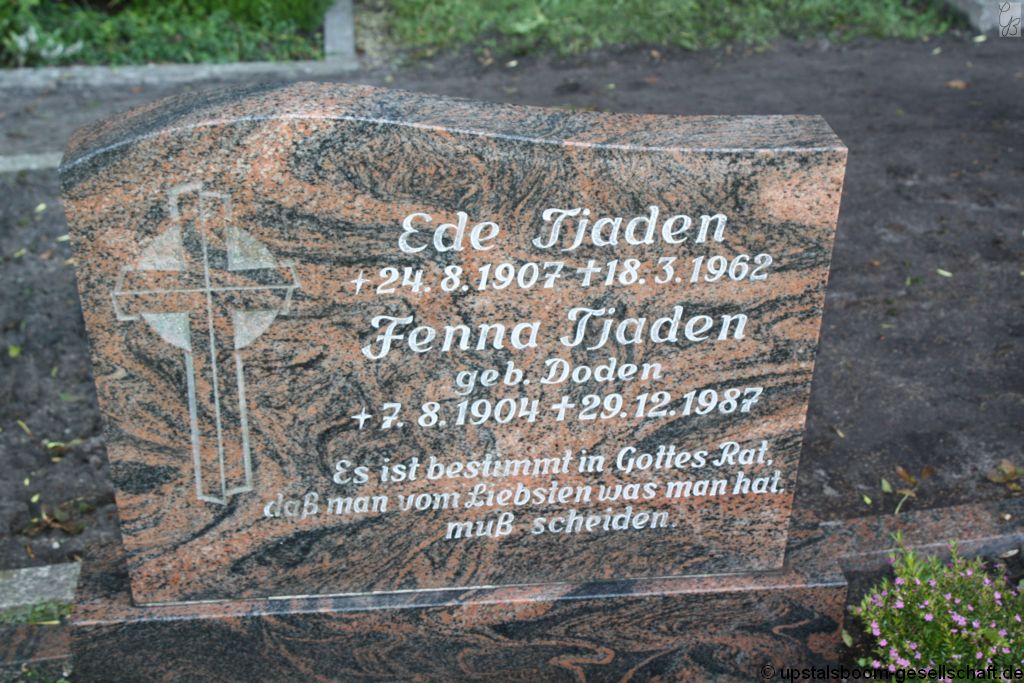 Ede Tjaden
+24.8.1907 +18.3.1962
Fenna Tjaden
geb. Doden
+7.8.1904 +29.12.1987
Es ist bestimmt in Gottes Rat,
daß man vom Liebsten was man hat,
muß scheiden.
© upstalsboom-gesellschaft.de